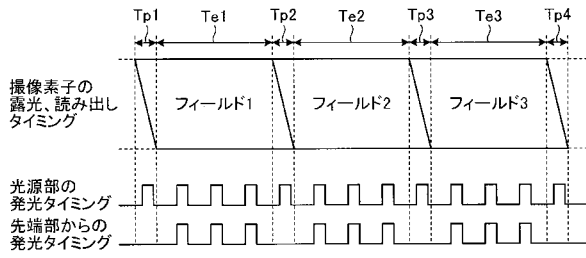 Tp1 Te1 Tp2 Te2 Tp3 Te3 Tp4
撮像素子の
露光、読み出し
タイミング
フィールド1 フィールド2 フィールド3
光源部の
発光タイミング
先端部からの
発光タイミング